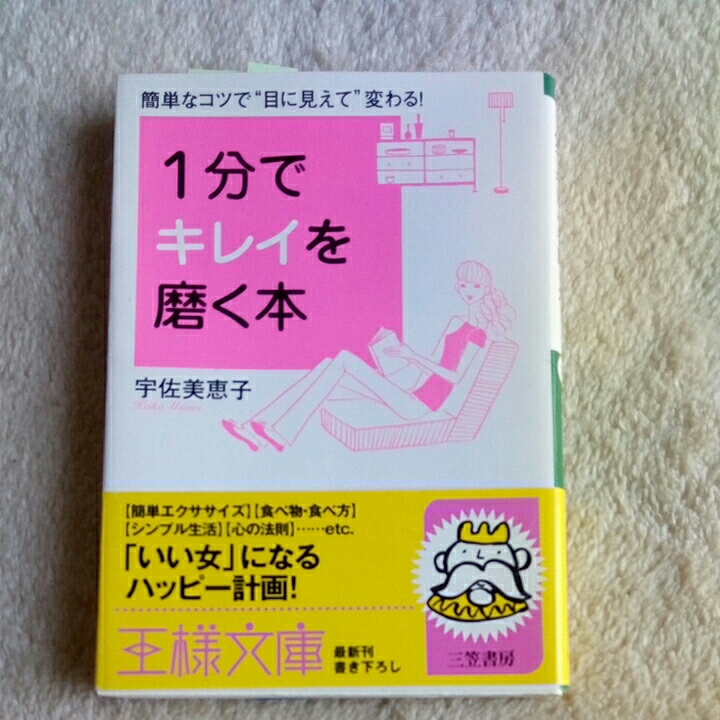 簡単なコツで“目に見えて”変わる!
1分で
キレイを
磨く本
宇佐美恵子
Keiko Usami
【簡単エクササイズ】【食べ物・食べ方】
【シンプル生活】【心の法則】……etc.
「いい女」になる
ハッピー計画!
王様文庫
最新刊
書き下ろし
三笠書房